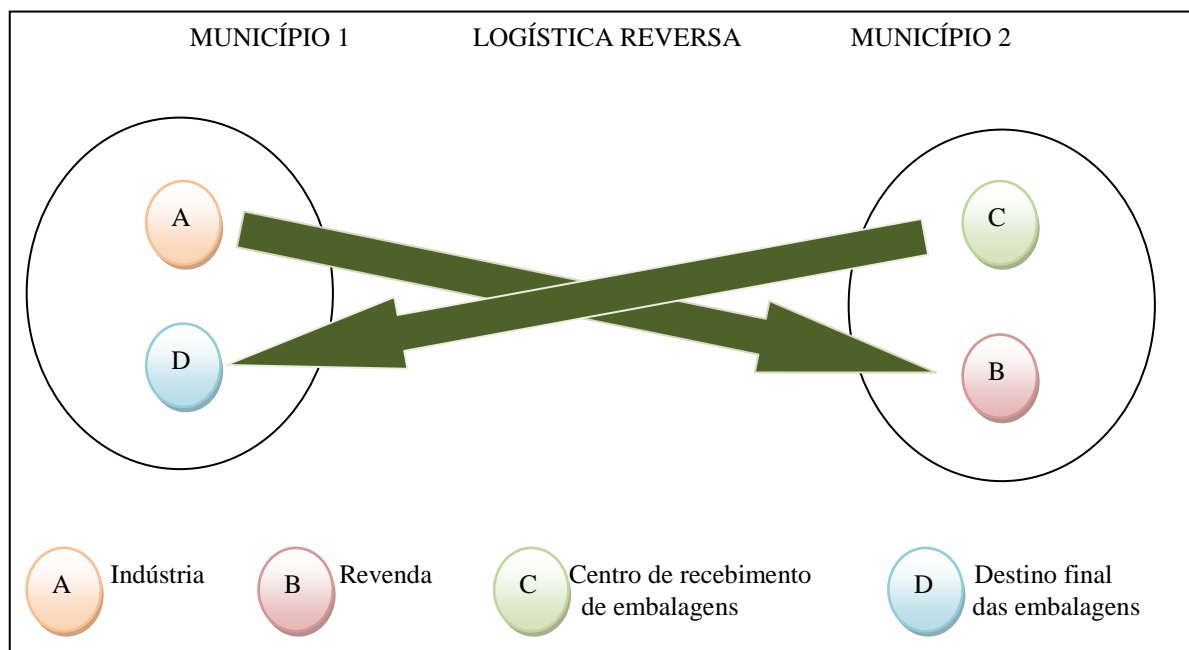 MUNICÍPIO 1 LOGÍSTICA REVERSA MUNICÍPIO 2
A
C
D
B
A Indústria
B Revenda
C Centro de recebimento
de embalagens
D Destino final
das embalagens